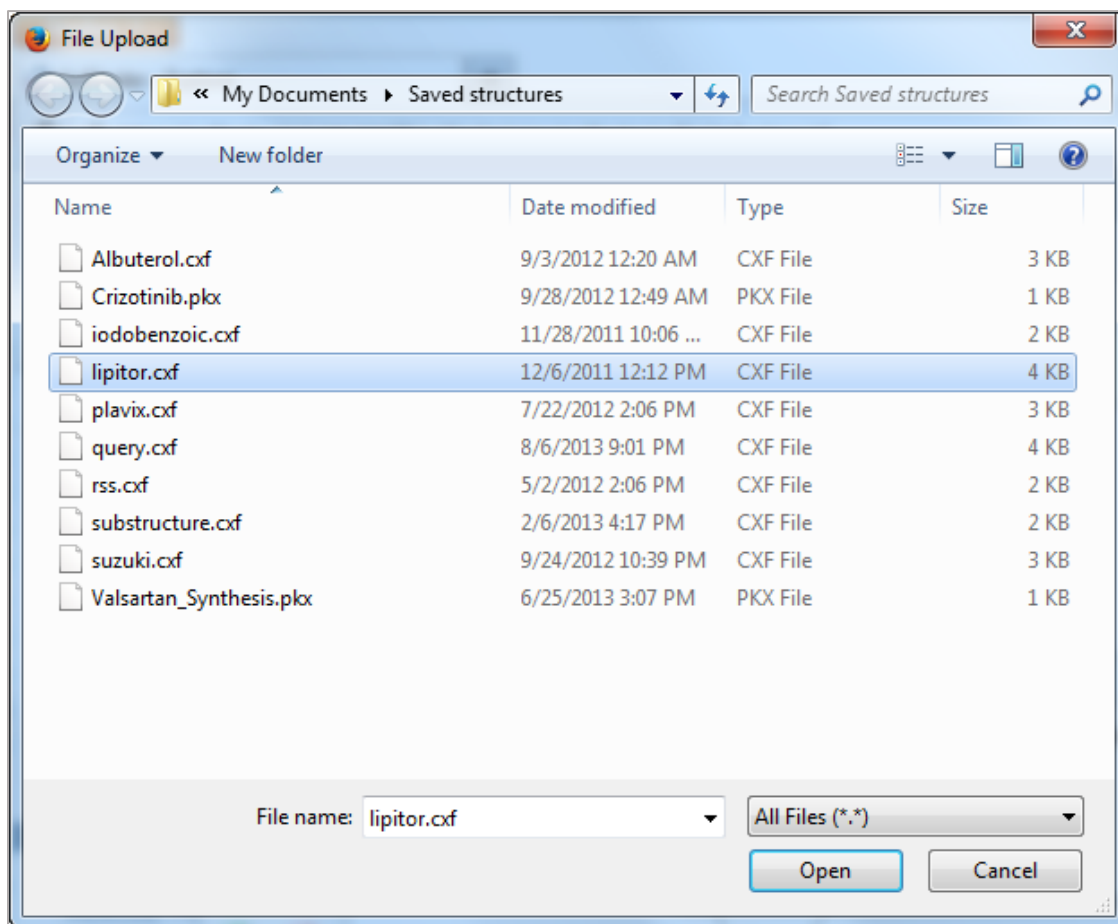 File Upload
« My Documents ▸ Saved structures Search Saved structures
Organize New folder
Name Date modified Type Size
Albuterol.cxf 9/3/2012 12:20 AM CXF File 3 KB
Crizotinib.pkx 9/28/2012 12:49 AM PKX File 1 KB
iodobenzoic.cxf 11/28/2011 10:06 ... CXF File 2 KB
lipitor.cxf 12/6/2011 12:12 PM CXF File 4 KB
plavix.cxf 7/22/2012 2:06 PM CXF File 3 KB
query.cxf 8/6/2013 9:01 PM CXF File 4 KB
rss.cxf 5/2/2012 2:06 PM CXF File 2 KB
substructure.cxf 2/6/2013 4:17 PM CXF File 2 KB
suzuki.cxf 9/24/2012 10:39 PM CXF File 3 KB
Valsartan_Synthesis.pkx 6/25/2013 3:07 PM PKX File 1 KB
File name: lipitor.cxf All Files (*.*)
Open Cancel